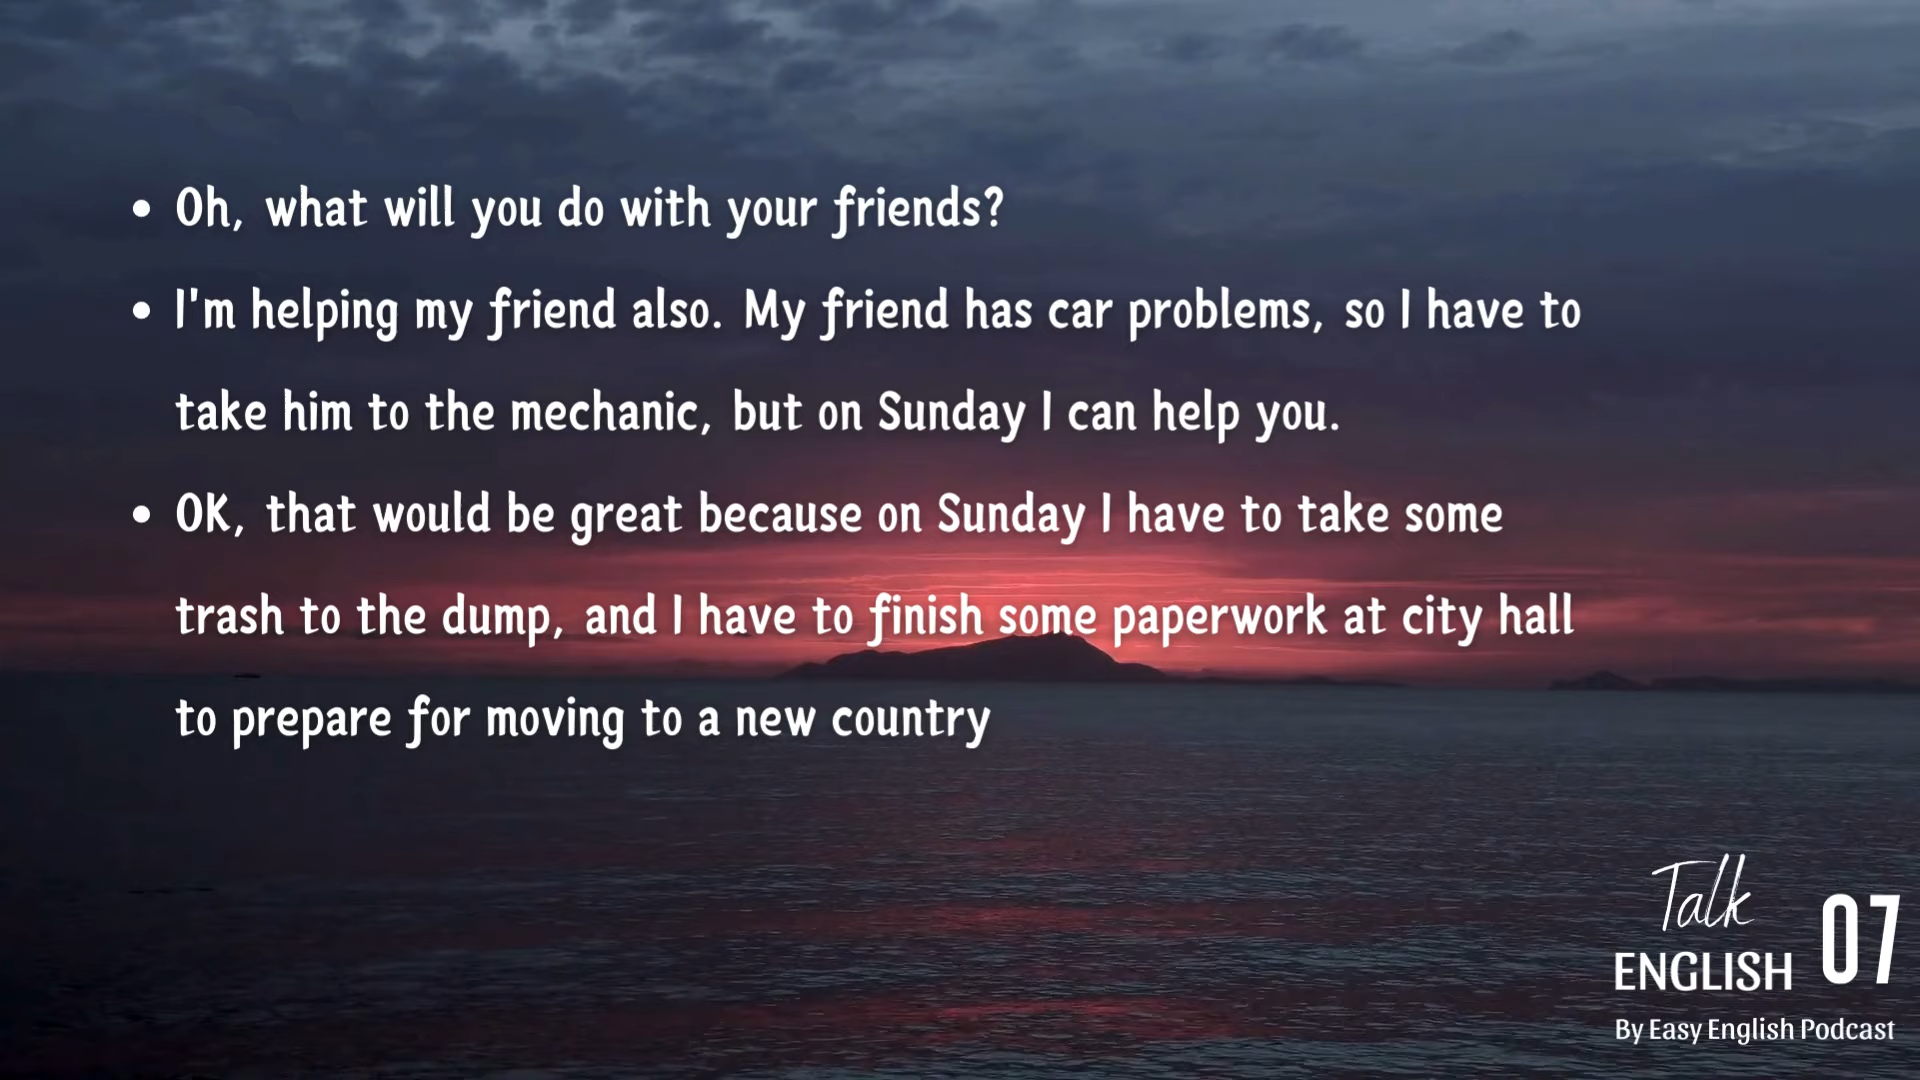 • Oh, what will you do with your friends?
• I'm helping my friend also. My friend has car problems, so I have to
take him to the mechanic, but on Sunday I can help you.
• OK, that would be great because on Sunday I have to take some
trash to the dump, and I have to finish some paperwork at city hall
to prepare for moving to a new country
Talk
ENGLISH 07
By Easy English Podcast